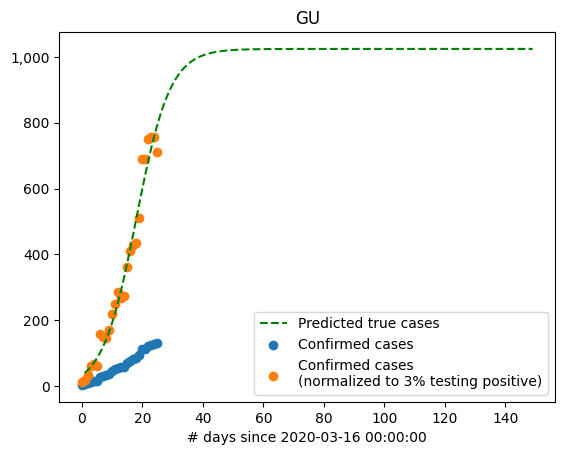 GU
1,000
800
600
400
200
0
Predicted true cases
Confirmed cases
Confirmed cases
(normalized to 3% testing positive)
0 20 40 60 80 100 120 140
# days since 2020-03-16 00:00:00